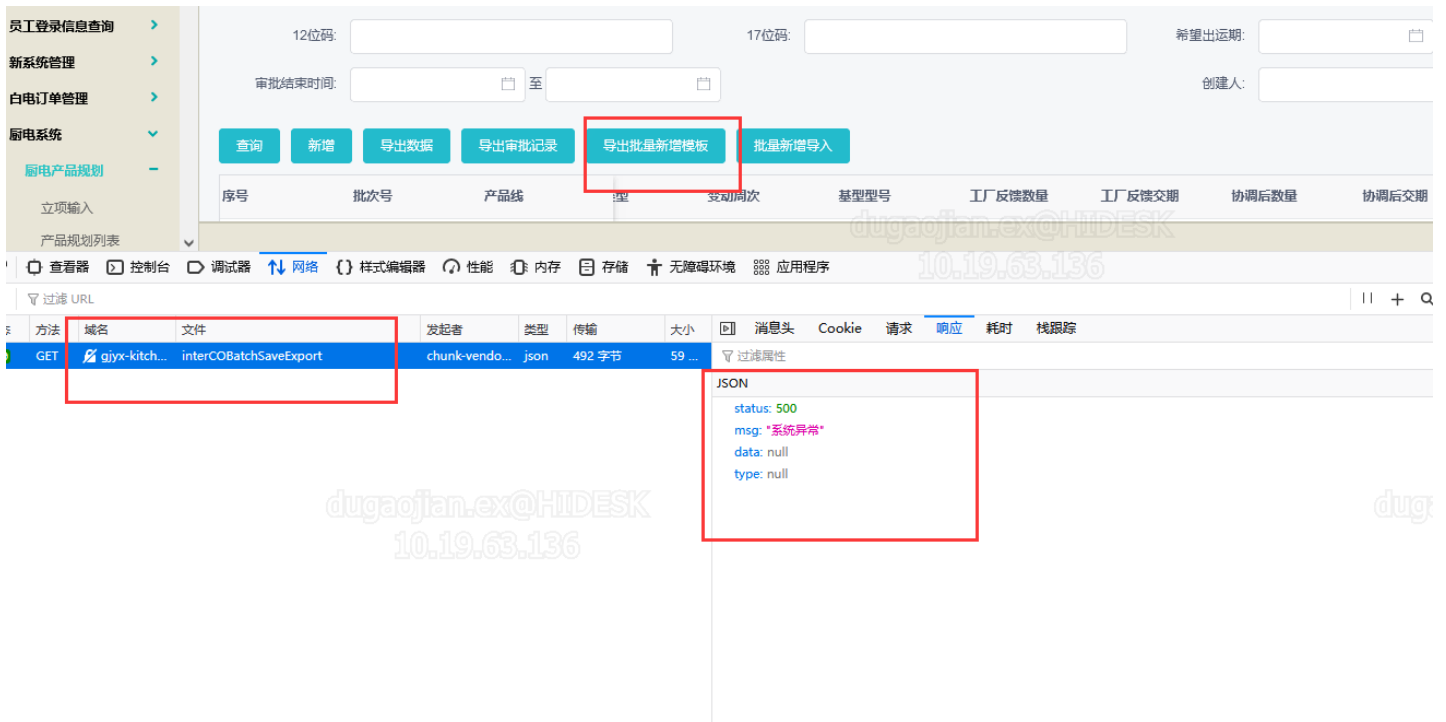 员工登录信息查询
新系统管理
白电订单管理
厨电系统
厨电产品规划
立项输入
产品规划列表
12位码:
17位码:
希望出运期:
审批结束时间:
至
创建人:
查询 新增 导出数据 导出审批记录 导出批量新增模板 批量新增导入
序号 批次号 产品线 型 变动周次 基型型号 工厂反馈数量 工厂反馈交期 协调后数量 协调后交期
dugaojian.ex@HIDESK
10.19.63.136
查看器 控制台 调试器 网络 {} 样式编辑器 性能 内存 存储 无障碍环境 应用程序
过滤 URL
方法 域名 文件 发起者 类型 传输 大小
GET gjyx-kitch... interCOBatchSaveExport chunk-vendo... json 492 字节 59 ...
消息头 Cookie 请求 响应 耗时 栈跟踪
过滤属性
JSON
status: 500
msg: "系统异常"
data: null
type: null
dugaojian.ex@HIDESK
10.19.63.136
duga